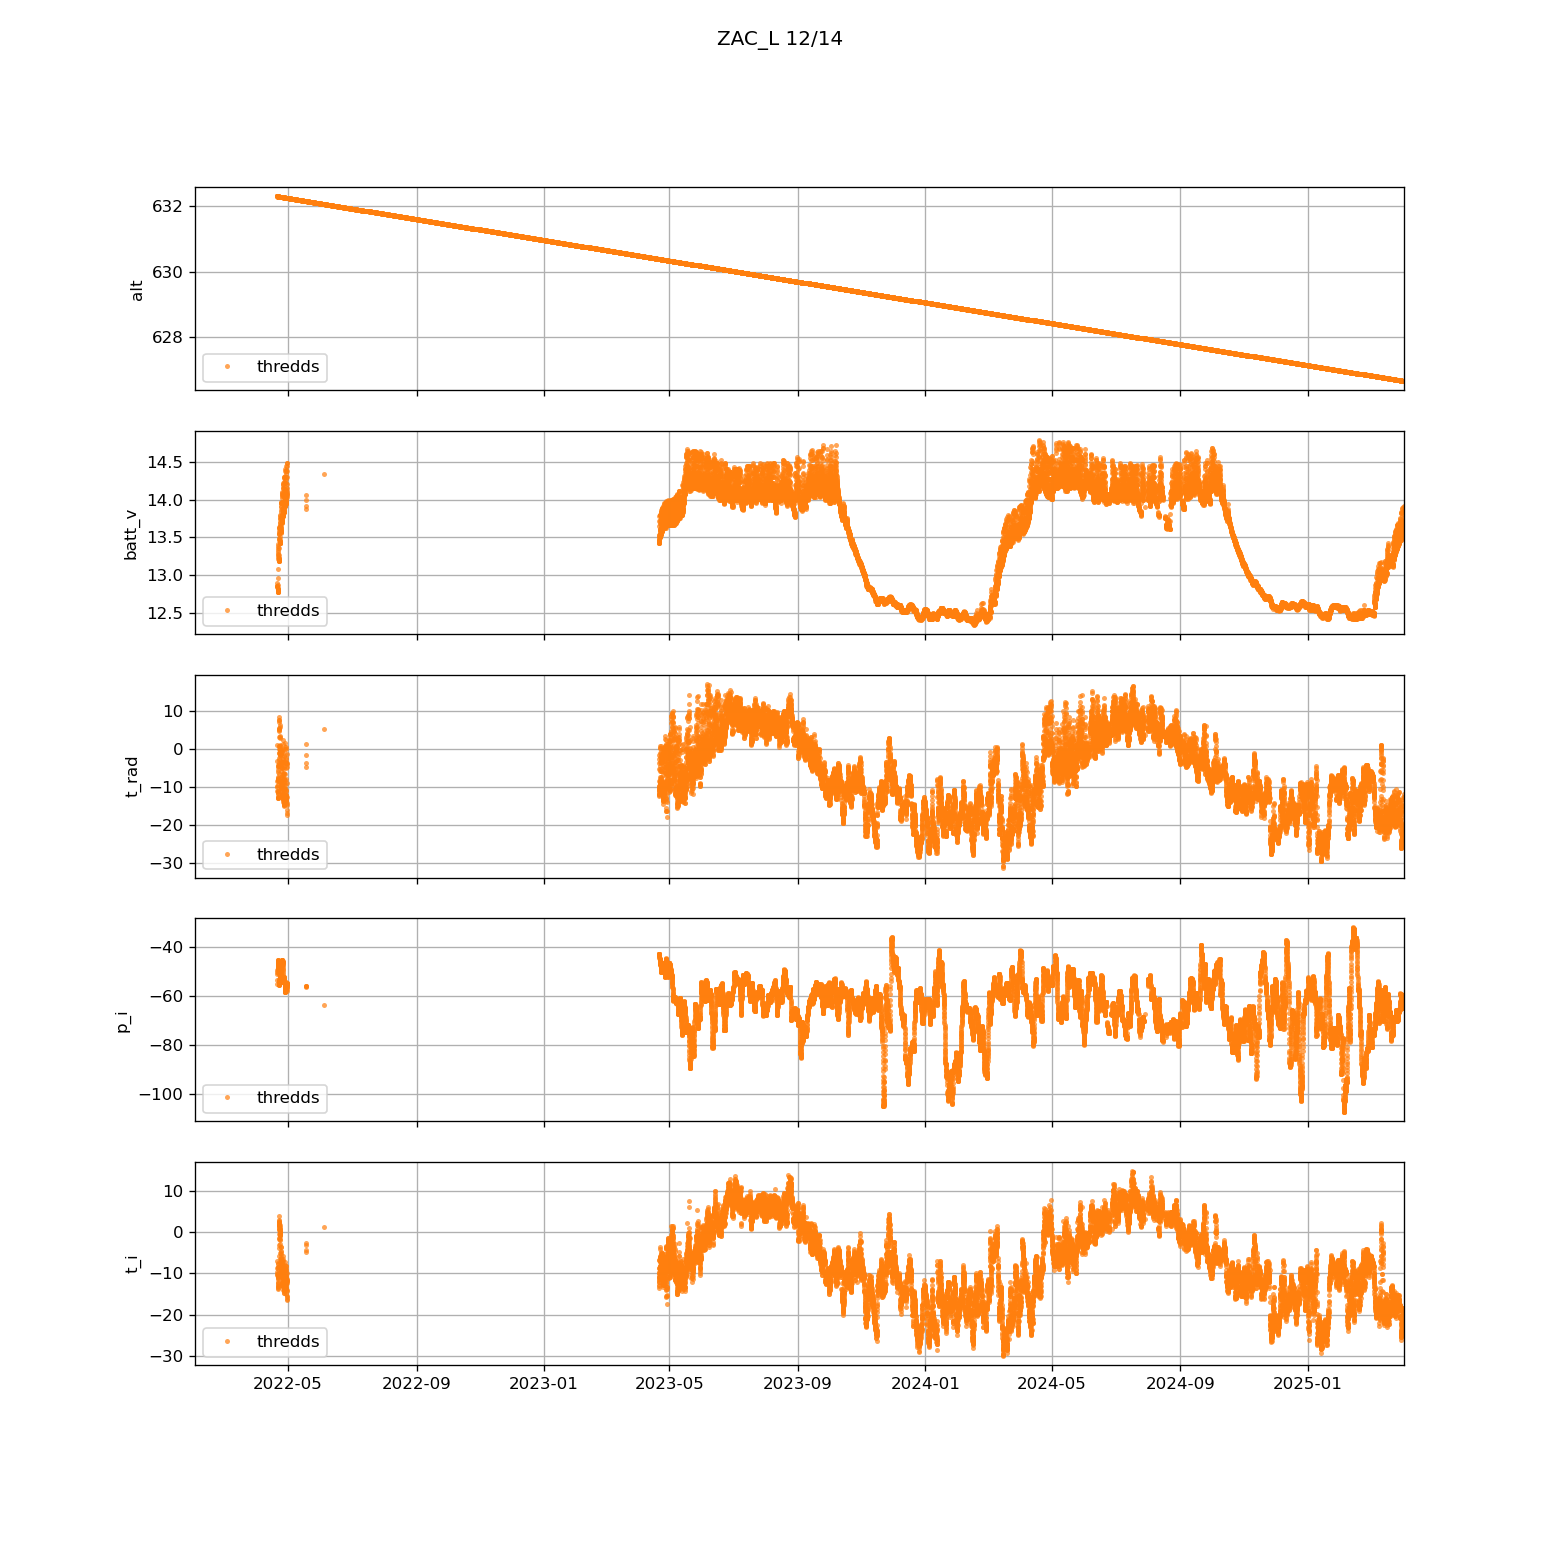 ZAC_L 12/14
632
630
628
alt
thredds
14.5
14.0
13.5
13.0
12.5
batt_v
thredds
10
0
−10
−20
−30
t_rad
thredds
−40
−60
−80
−100
p_i
thredds
10
0
−10
−20
−30
t_i
thredds
2022-05 2022-09 2023-01 2023-05 2023-09 2024-01 2024-05 2024-09 2025-01